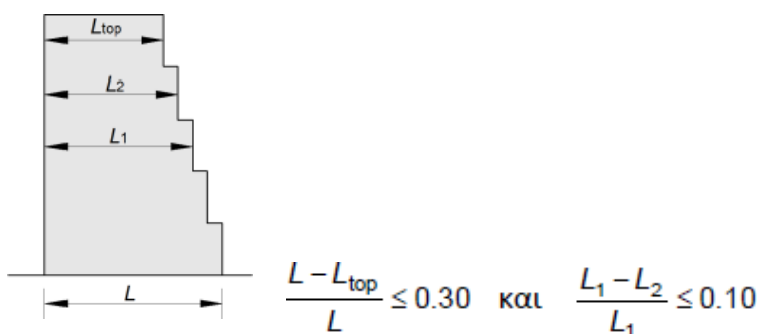 Ltop
L2
L1
L
L − Ltop / L ≤ 0.30 και L1 − L2 / L1 ≤ 0.10